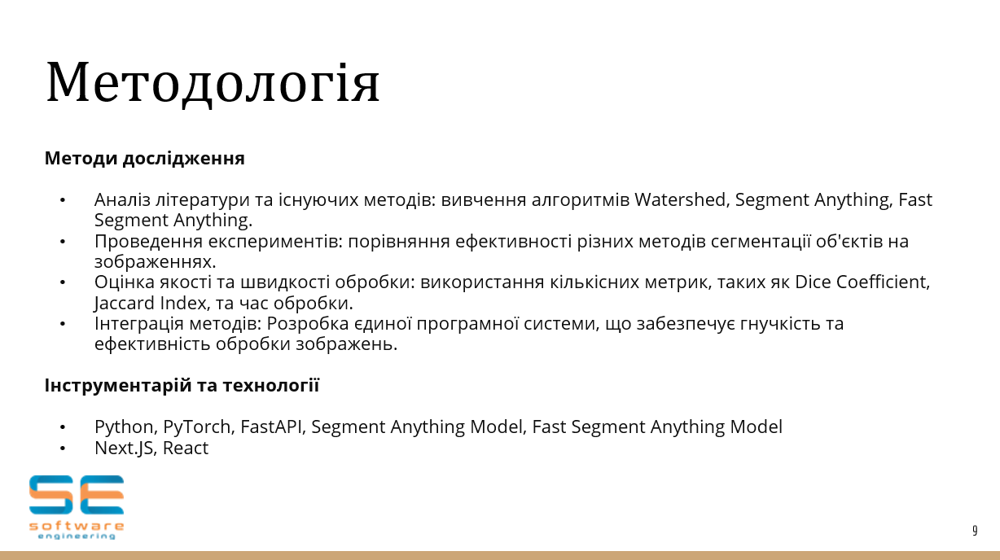 Методологія
Методи дослідження
• Аналіз літератури та існуючих методів: вивчення алгоритмів Watershed, Segment Anything, Fast
Segment Anything.
• Проведення експериментів: порівняння ефективності різних методів сегментації об'єктів на
зображеннях.
• Оцінка якості та швидкості обробки: використання кількісних метрик, таких як Dice Coefficient,
Jaccard Index, та час обробки.
• Інтеграція методів: Розробка єдиної програмної системи, що забезпечує гнучкість та
ефективність обробки зображень.
Інструментарій та технології
• Python, PyTorch, FastAPI, Segment Anything Model, Fast Segment Anything Model
• Next.JS, React
SE
software
engineering
9